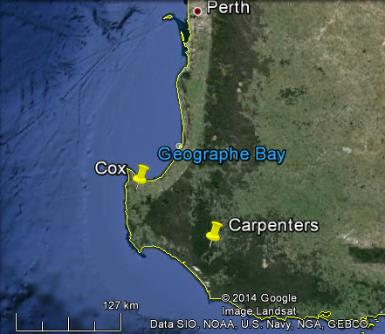 Perth
Geographe Bay
Cox
Carpenters
127 km
© 2014 Google
Image Landsat
Data SIO, NOAA, U.S. Navy, NGA, GEBCO